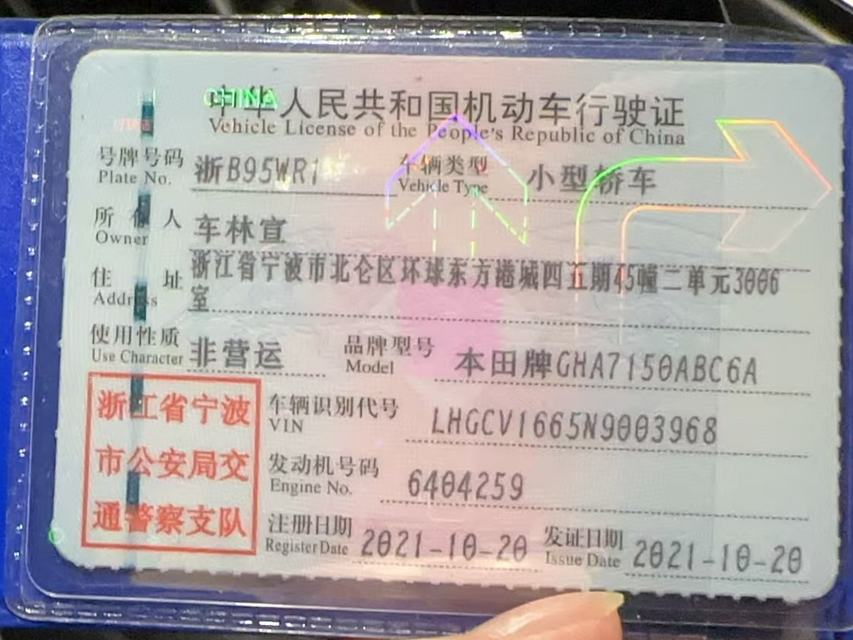 CHINA
中华人民共和国机动车行驶证
Vehicle License of the People's Republic of China
号牌号码 浙B95WR1 车辆类型 小型轿车
Plate No. Vehicle Type
所有人 车林宣
Owner
住址 浙江省宁波市北仑区环球东方港城四五期45幢二单元3006
Address 室
使用性质 非营运 品牌型号 本田牌GHA7150ABC6A
Use Character Model
浙江省宁波 车辆识别代号 LHGCV1665N9003968
VIN
市公安局交 发动机号码 6404259
Engine No.
通警察支队 注册日期 2021-10-20 发证日期 2021-10-20
Register Date Issue Date